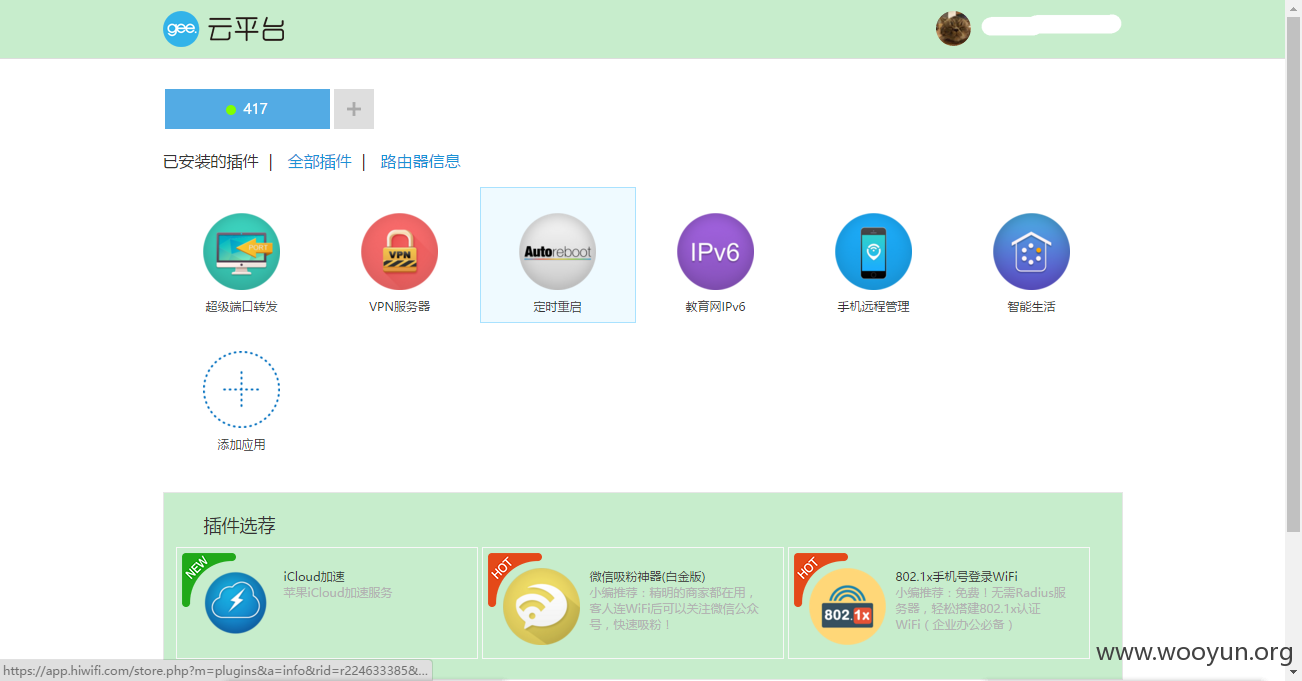 gee. 云平台
417 +
已安装的插件 | 全部插件 | 路由器信息
PORT
VPN
Autoreboot
IPv6
超级端口转发
VPN服务器
定时重启
教育网IPv6
手机远程管理
智能生活
添加应用
插件选荐
NEW
iCloud加速
苹果iCloud加速服务
HOT
微信吸粉神器(白金版)
小编推荐：精明的商家都在用，
客人连WiFi后可以关注微信公众
号，快速吸粉！
HOT
802.1x
802.1x手机号登录WiFi
小编推荐：免费！无需Radius服
务器，轻松搭建802.1x认证
WiFi（企业办公必备）
www.wooyun.org
https://app.hiwifi.com/store.php?m=plugins&a=info&rid=r224633385&...